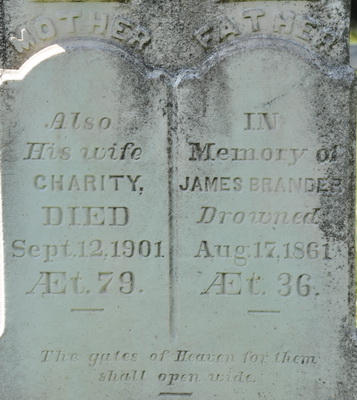 MOTHER
Also
His wife
CHARITY,
DIED
Sept. 12, 1901
Æt. 79.
FATHER
IN
Memory of
JAMES BRANDER
Drowned
Aug. 17, 1861
Æt. 36.
The gates of Heaven for them
shall open wide.